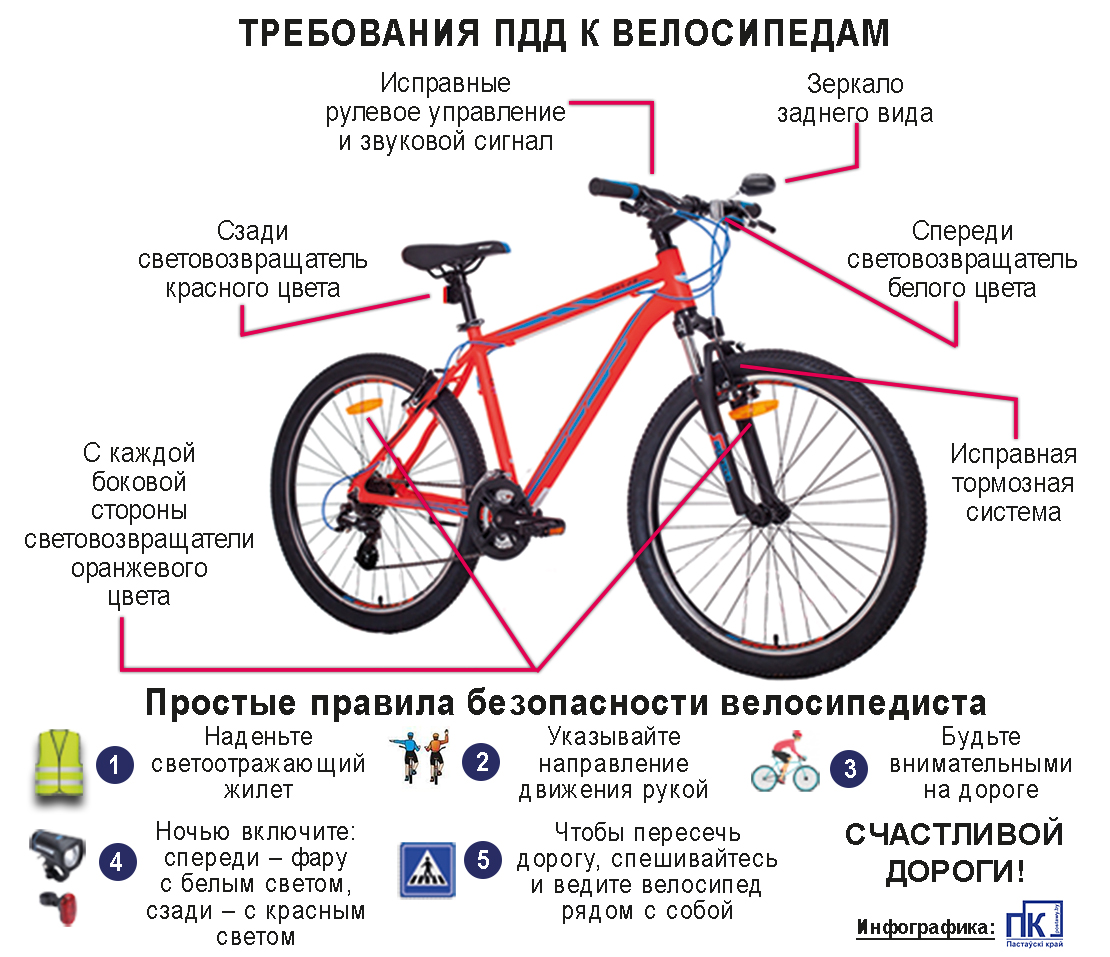 ТРЕБОВАНИЯ ПДД К ВЕЛОСИПЕДАМ
Исправные
рулевое управление
и звуковой сигнал
Зеркало
заднего вида
Сзади
световозвращатель
красного цвета
Спереди
световозвращатель
белого цвета
С каждой
боковой
стороны
световозвращатели
оранжевого
цвета
Исправная
тормозная
система
Простые правила безопасности велосипедиста
1
Наденьте
светоотражающий
жилет
2
Указывайте
направление
движения рукой
3
Будьте
внимательными
на дороге
4
Ночью включите:
спереди – фару
с белым светом,
сзади – с красным
светом
5
Чтобы пересечь
дорогу, спешивайтесь
и ведите велосипед
рядом с собой
СЧАСТЛИВОЙ
ДОРОГИ!
Инфографика:
ПК
postawy.by
Пастаўскі край